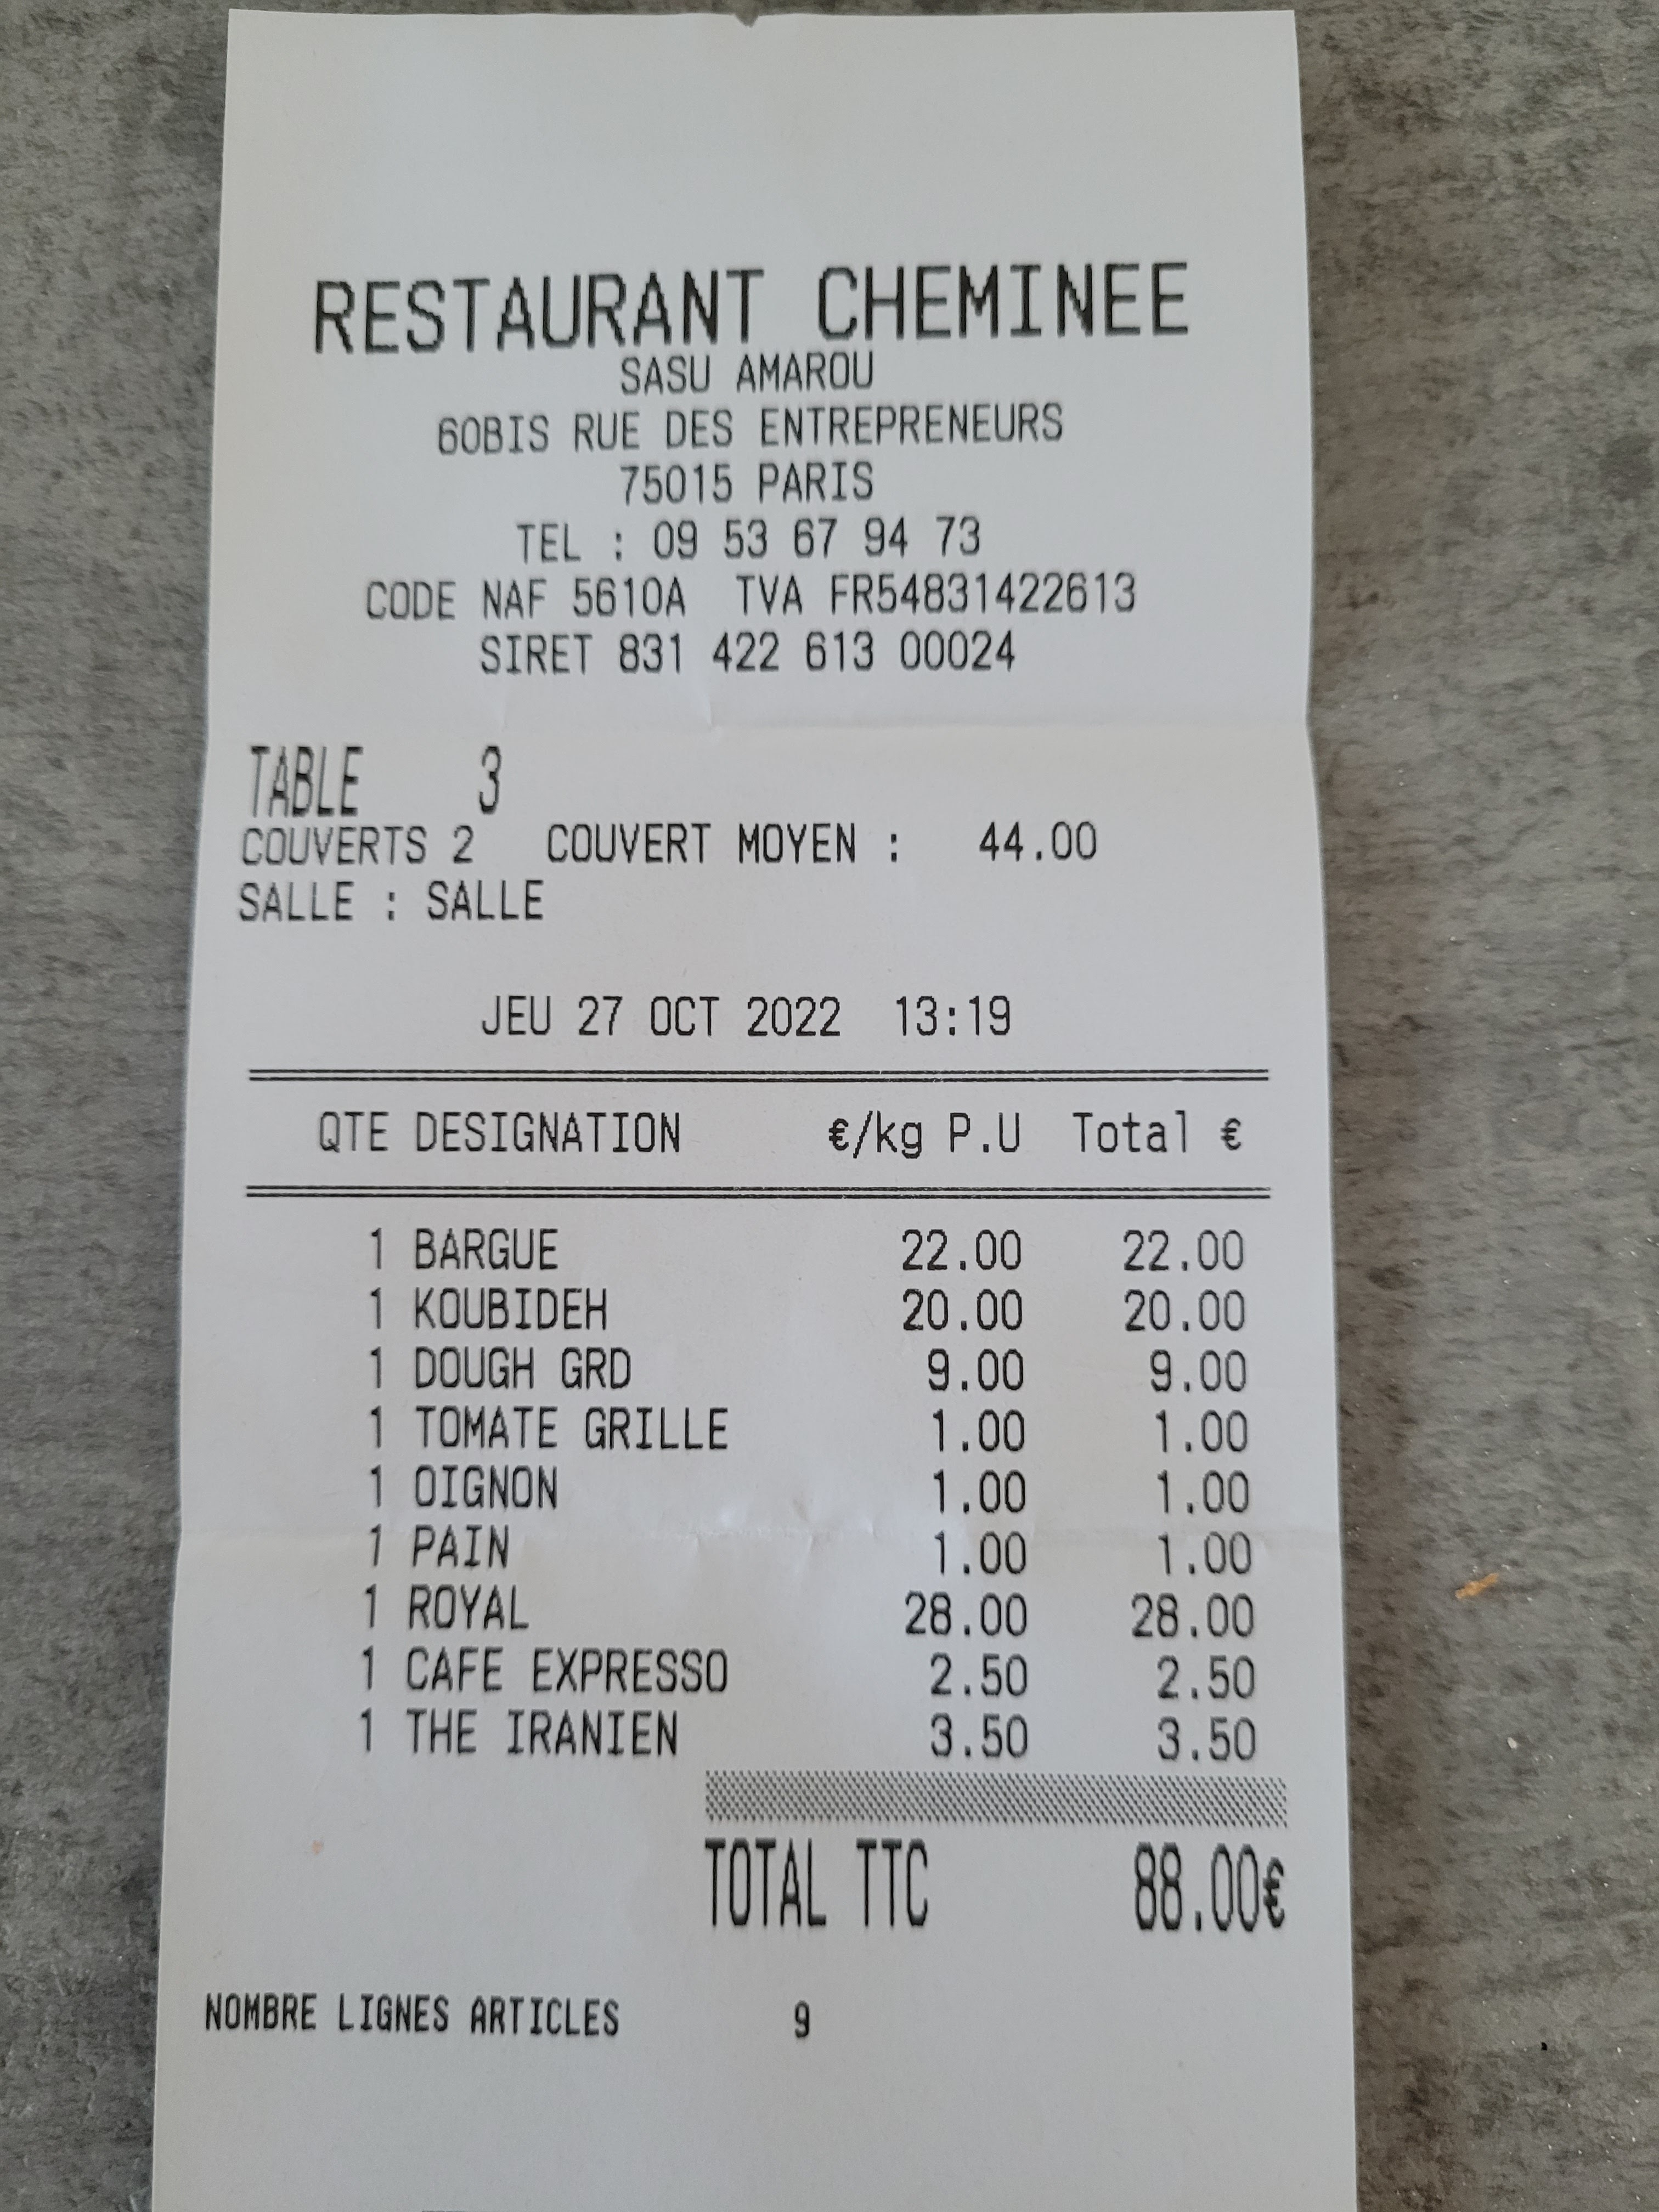 RESTAURANT CHEMINEE
SASU AMAROU
60BIS RUE DES ENTREPRENEURS
75015 PARIS
TEL : 09 53 67 94 73
CODE NAF 5610A TVA FR54831422613
SIRET 831 422 613 00024
TABLE 3
COUVERTS 2 COUVERT MOYEN : 44.00
SALLE : SALLE
JEU 27 OCT 2022 13:19
QTE DESIGNATION €/kg P.U Total €
1 BARGUE 22.00 22.00
1 KOUBIDEH 20.00 20.00
1 DOUGH GRD 9.00 9.00
1 TOMATE GRILLE 1.00 1.00
1 OIGNON 1.00 1.00
1 PAIN 1.00 1.00
1 ROYAL 28.00 28.00
1 CAFE EXPRESSO 2.50 2.50
1 THE IRANIEN 3.50 3.50
TOTAL TTC 88.00€
NOMBRE LIGNES ARTICLES 9